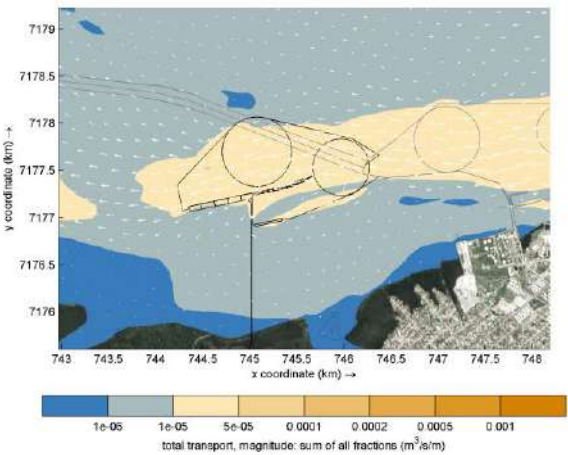 7179
7178.5
7178
7177.5
7177
7176.5
7176
y coordinate (km) →
743 743.5 744 744.5 745 745.5 746 746.5 747 747.5 748
x coordinate (km) →
1e-06 1e-05 5e-05 0.0001 0.0002 0.0005 0.001
total transport, magnitude: sum of all fractions (m³/s/m)